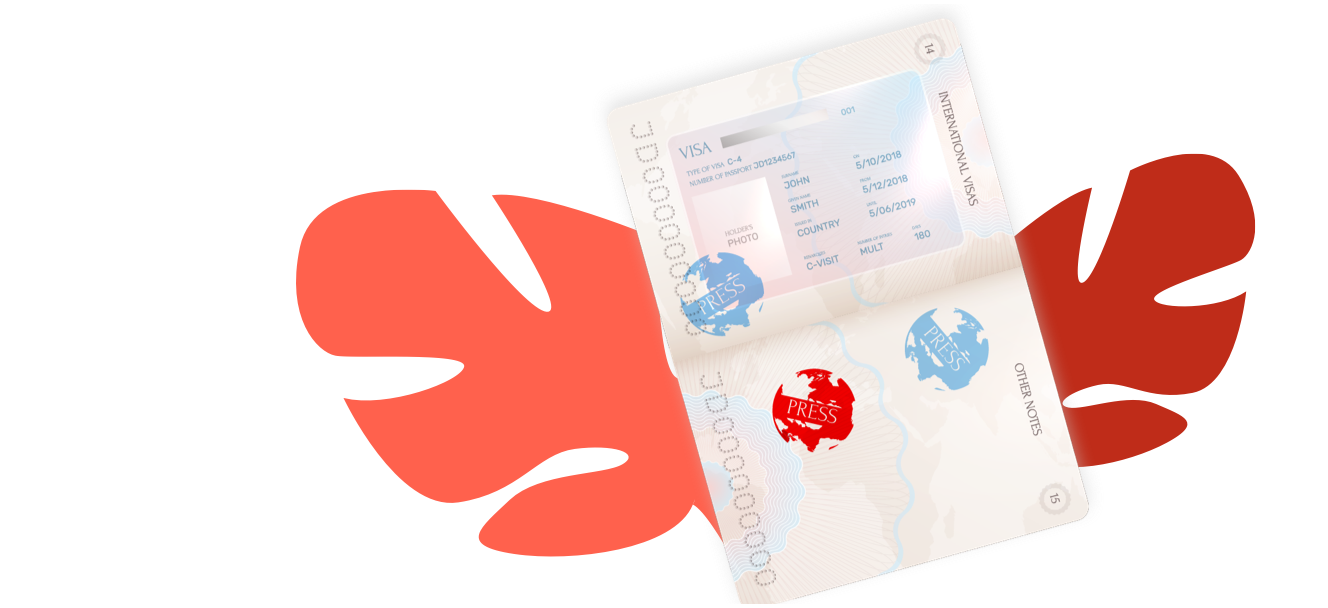 14
INTERNATIONAL VISAS
VISA
001
TYPE OF VISA C-4
NUMBER OF PASSPORT JD1234567
JOHN
5/10/2018
SMITH
5/12/2018
COUNTRY
5/06/2019
C-VISIT
MULT
180
HOLDER'S
PHOTO
PRESS
PRESS
PRESS
OTHER NOTES
15